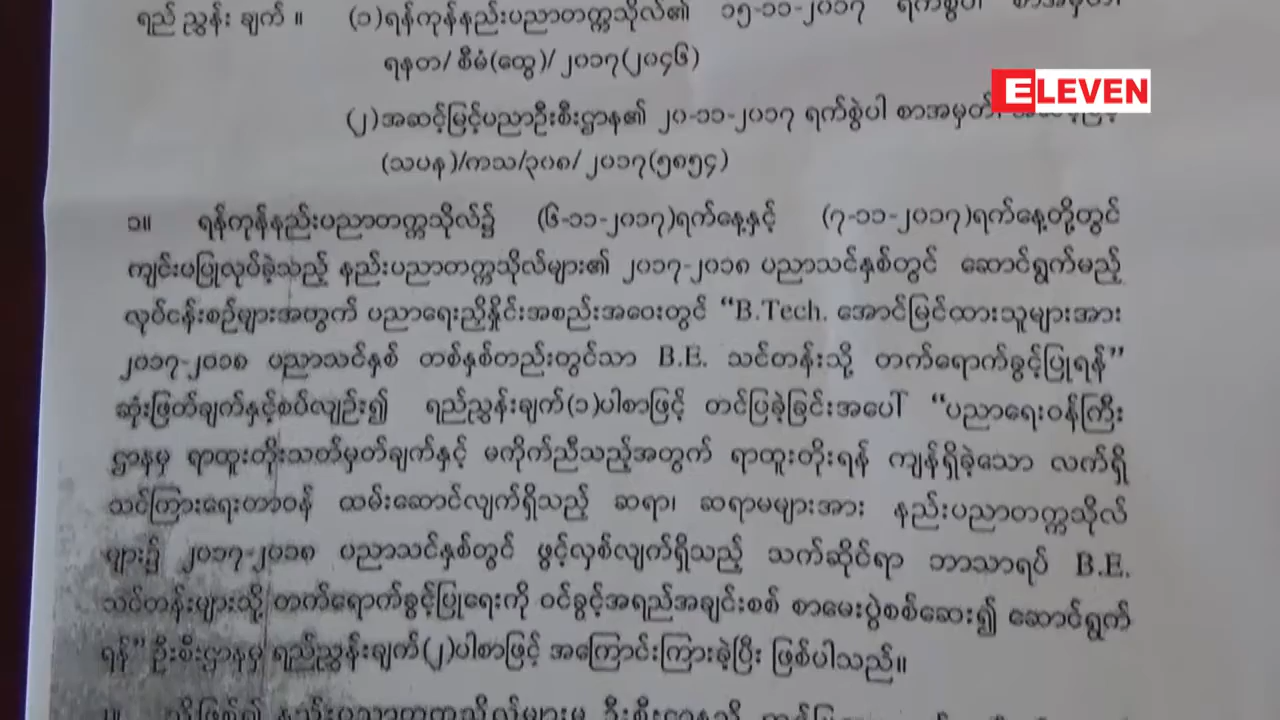 ရည် ညွှန်း ချက် ။ (၁)ရန်ကုန်နည်းပညာတက္ကသိုလ်၏ ၁၅-၁၁-၂၀၁၇ ရက်စွဲပါ စာအမှတ်၊
ရနတ/ စီမံ(ထွေ)/ ၂၀၁၇(၂၀၄၆)
ELEVEN
(၂)အဆင့်မြင့်ပညာဦးစီးဌာန၏ ၂၀-၁၁-၂၀၁၇ ရက်စွဲပါ စာအမှတ်၊
(သပန)/ကသ/၃၀၈/ ၂၀၁၇(၅၈၅၄)
၁။ ရန်ကုန်နည်းပညာတက္ကသိုလ်၌ (၆-၁၁-၂၀၁၇)ရက်နေ့နှင့် (၇-၁၁-၂၀၁၇)ရက်နေ့တို့တွင်
ကျင်းပပြုလုပ်ခဲ့သည့် နည်းပညာတက္ကသိုလ်များ၏ ၂၀၁၇-၂၀၁၈ ပညာသင်နှစ်တွင် ဆောင်ရွက်မည့်
လုပ်ငန်းစဉ်များအတွက် ပညာရေးညှိနှိုင်းအစည်းအဝေးတွင် “B.Tech. အောင်မြင်ထားသူများအား
၂၀၁၇-၂၀၁၈ ပညာသင်နှစ် တစ်နှစ်တည်းတွင်သာ B.E. သင်တန်းသို့ တက်ရောက်ခွင့်ပြုရန်”
ဆုံးဖြတ်ချက်နှင့်စပ်လျဉ်း၍ ရည်ညွှန်းချက်(၁)ပါစာဖြင့် တင်ပြခဲ့ခြင်းအပေါ် “ပညာရေးဝန်ကြီး
ဌာနမှ ရာထူးတိုးသတ်မှတ်ချက်နှင့် မကိုက်ညီသည့်အတွက် ရာထူးတိုးရန် ကျန်ရှိခဲ့သော လက်ရှိ
သင်ကြားရေးတာဝန် ထမ်းဆောင်လျက်ရှိသည့် ဆရာ၊ ဆရာမများအား နည်းပညာတက္ကသိုလ်
များ၌ ၂၀၁၇-၂၀၁၈ ပညာသင်နှစ်တွင် ဖွင့်လှစ်လျက်ရှိသည့် သက်ဆိုင်ရာ ဘာသာရပ် B.E.
သင်တန်းများသို့ တက်ရောက်ခွင့်ပြုရေးကို ဝင်ခွင့်အရည်အချင်းစစ် စာမေးပွဲစစ်ဆေး၍ ဆောင်ရွက်
ရန်” ဦးစီးဌာနမှ ရည်ညွှန်းချက်(၂)ပါစာဖြင့် အကြောင်းကြားခဲ့ပြီး ဖြစ်ပါသည်။